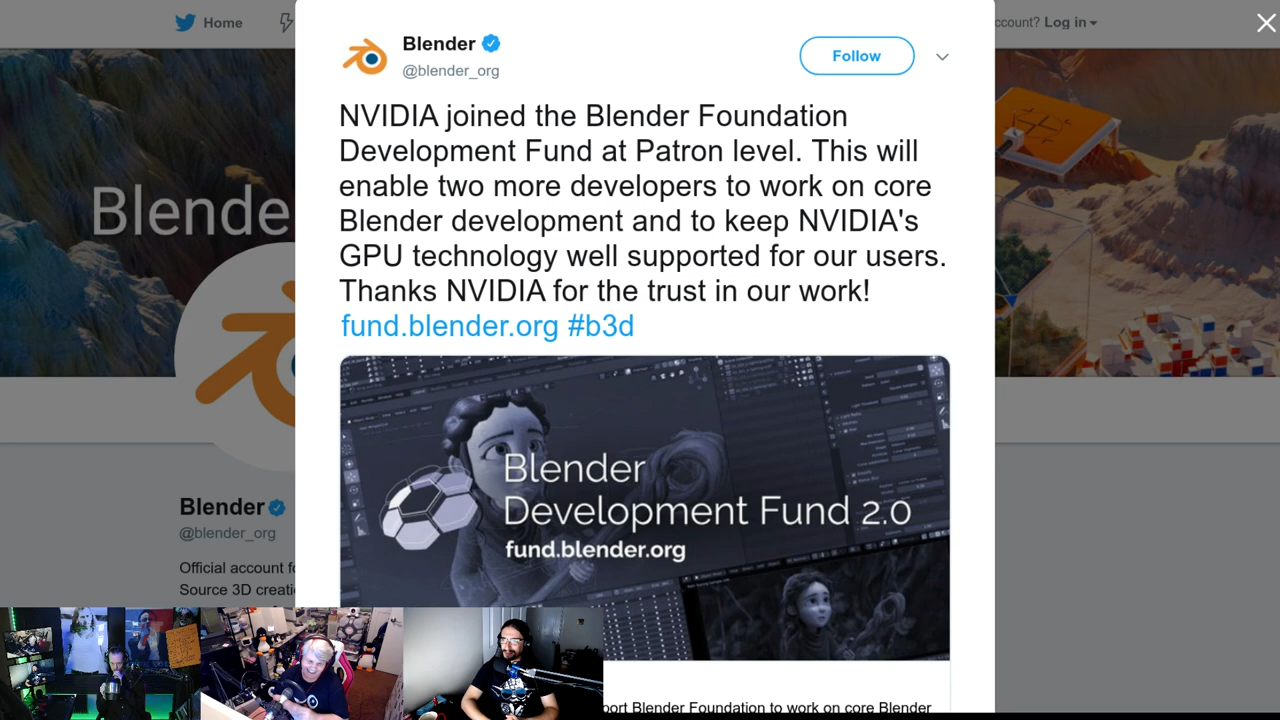 Home
ccount? Log in
Blender
@blender_org
Follow
NVIDIA joined the Blender Foundation
Development Fund at Patron level. This will
enable two more developers to work on core
Blender development and to keep NVIDIA's
GPU technology well supported for our users.
Thanks NVIDIA for the trust in our work!
fund.blender.org #b3d
Blende
Blender
Development Fund 2.0
fund.blender.org
Blender
@blender_org
Official account fo
Source 3D creati
port Blender Foundation to work on core Blender